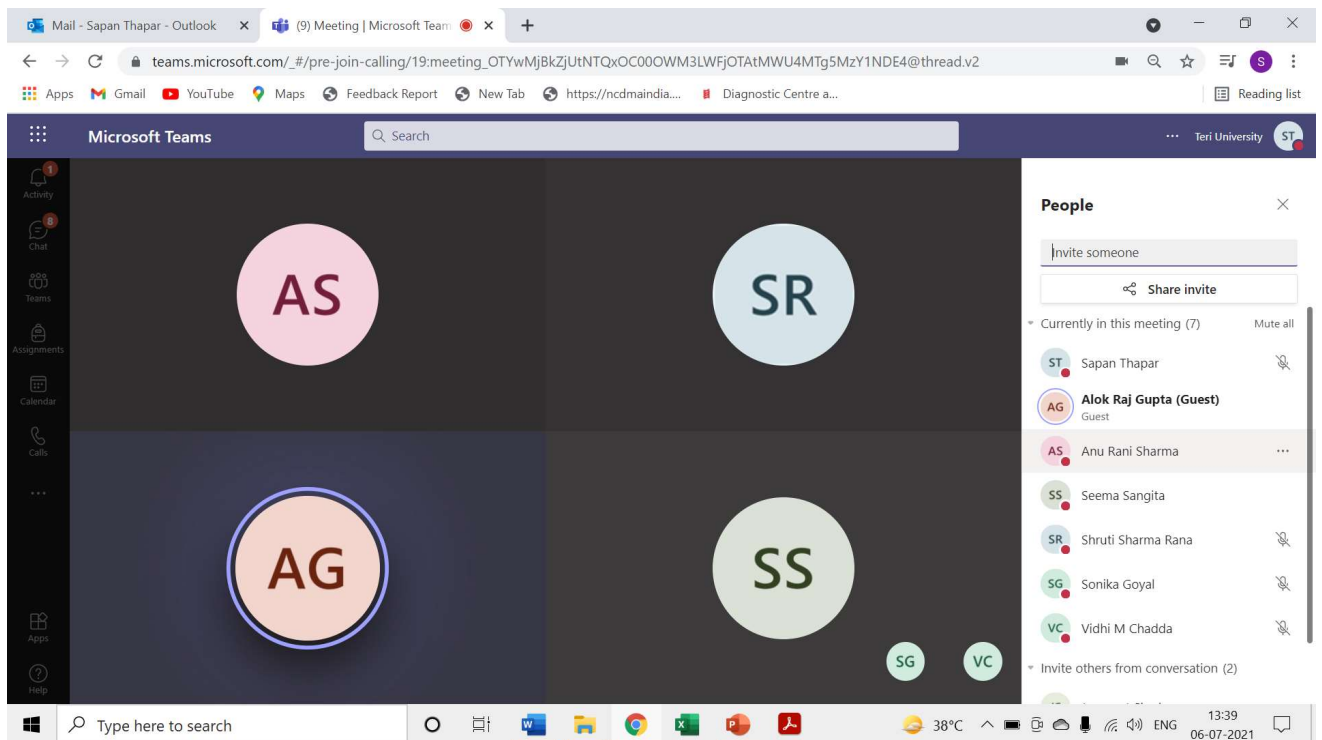 Mail - Sapan Thapar - Outlook
(9) Meeting | Microsoft Team
teams.microsoft.com/_#/pre-join-calling/19:meeting_OTYwMjBkZjUtNTQxOC00OWM3LWFjOTAtMWU4MTg5MzY1NDE4@thread.v2
S
Apps Gmail YouTube Maps Feedback Report New Tab https://ncdmaindia.... Diagnostic Centre a... Reading list
Microsoft Teams
Search
Teri University
ST
1
Activity
8
Chat
Teams
Assignments
Calendar
Calls
Apps
Help
AS
SR
AG
SS
SG
VC
People
Invite someone
Share invite
Currently in this meeting (7) Mute all
ST Sapan Thapar
AG Alok Raj Gupta (Guest)
Guest
AS Anu Rani Sharma
SS Seema Sangita
SR Shruti Sharma Rana
SG Sonika Goyal
VC Vidhi M Chadda
Invite others from conversation (2)
Type here to search
38°C
ENG
13:39
06-07-2021